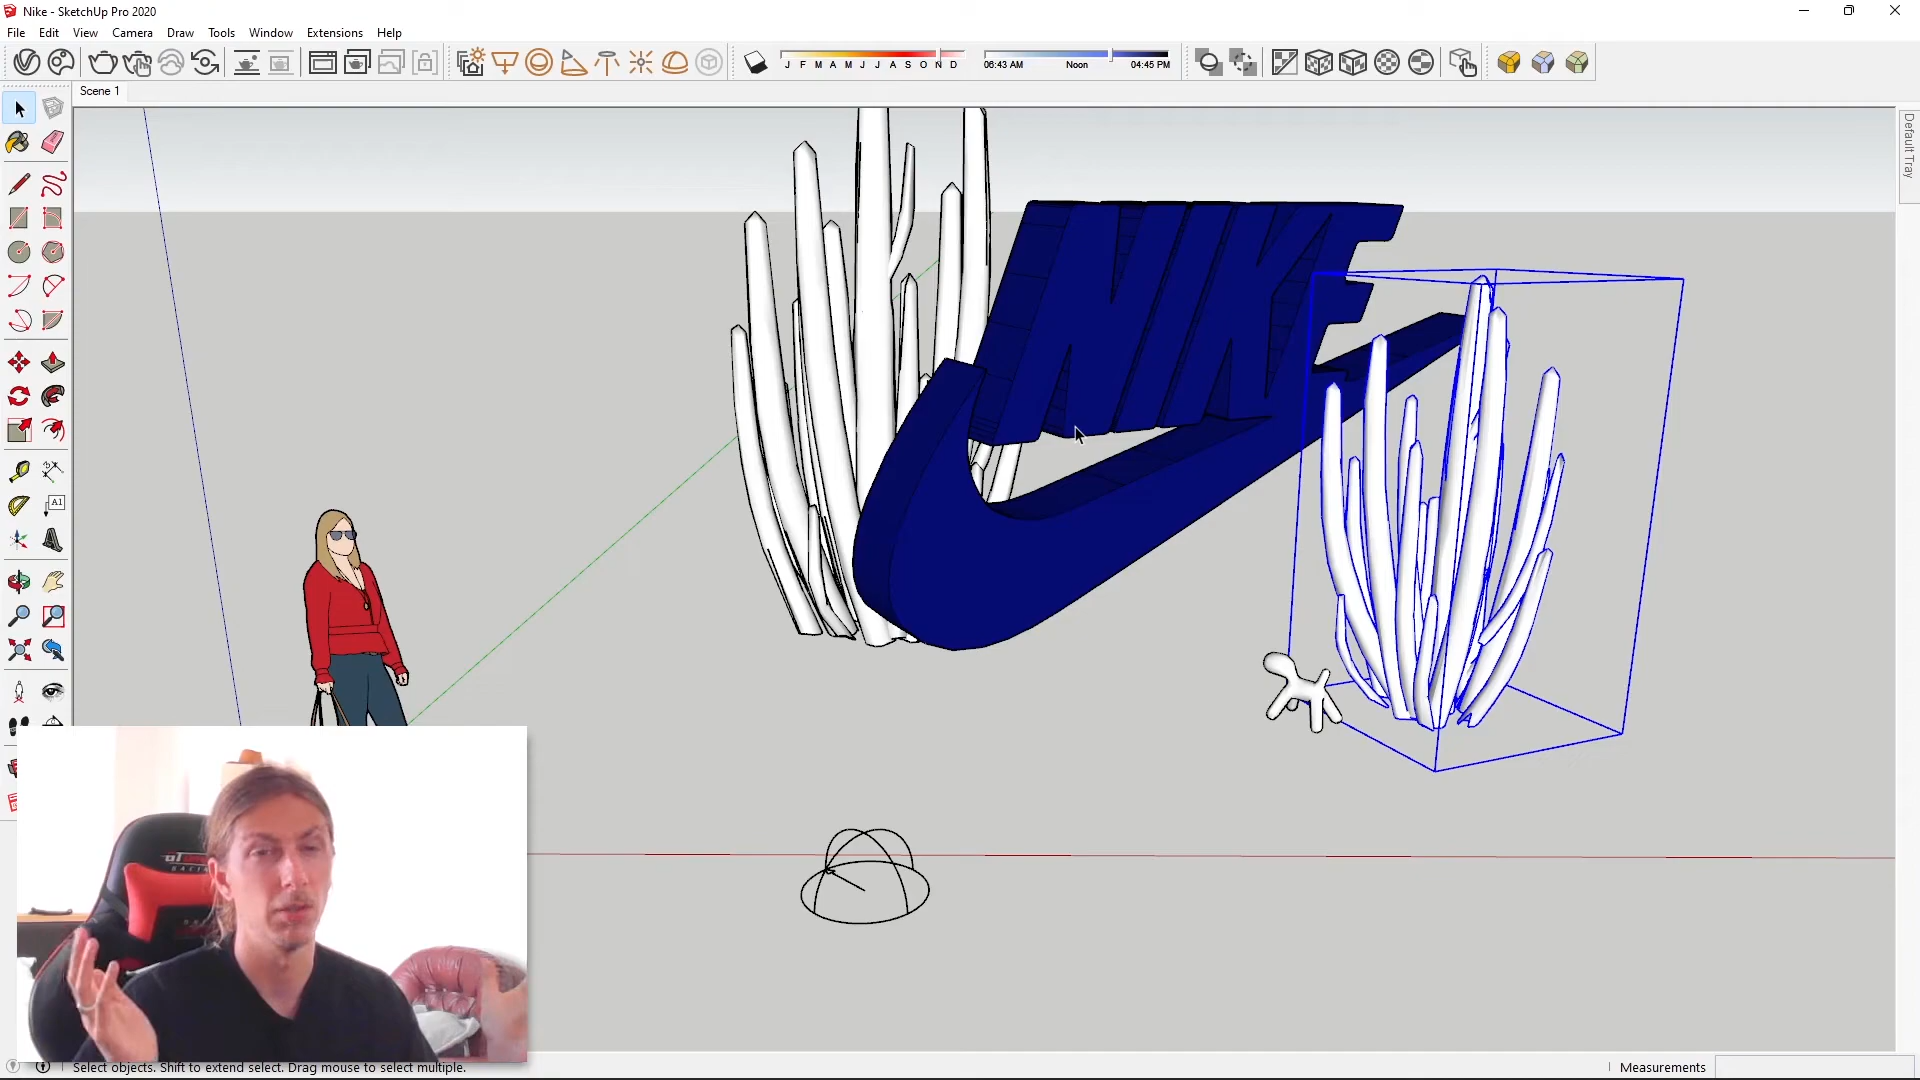 Nike - SketchUp Pro 2020
File Edit View Camera Draw Tools Window Extensions Help
J F M A M J J A S O N D
06:43 AM Noon 04:45 PM
Scene 1
Default Tray
A1
NIKE
Select objects. Shift to extend select. Drag mouse to select multiple.
Measurements